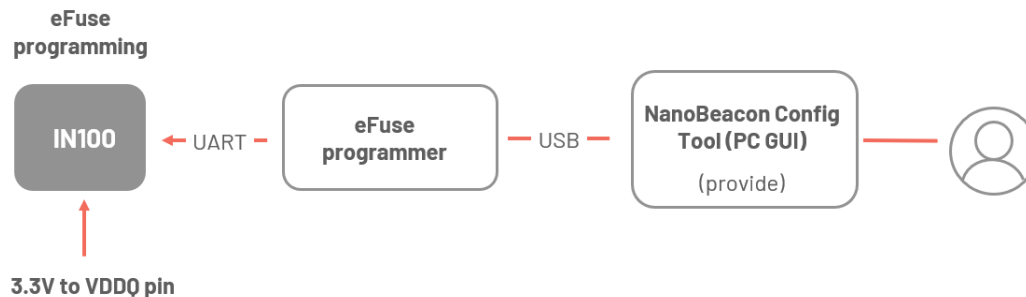 eFuse
programming
IN100
UART
eFuse
programmer
USB
NanoBeacon Config
Tool (PC GUI)
(provide)
3.3V to VDDQ pin